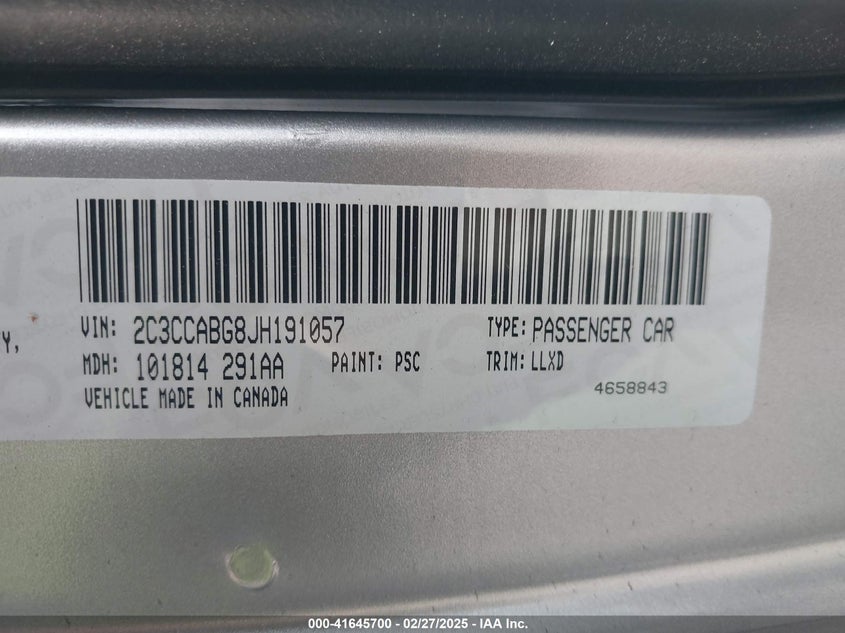 VIN: 2C3CCABG8JH191057 TYPE: PASSENGER CAR
Y,
MDH: 101814 291AA PAINT: PSC TRIM: LLXD
VEHICLE MADE IN CANADA 4658843
000-41645700 - 02/27/2025 - IAA Inc.